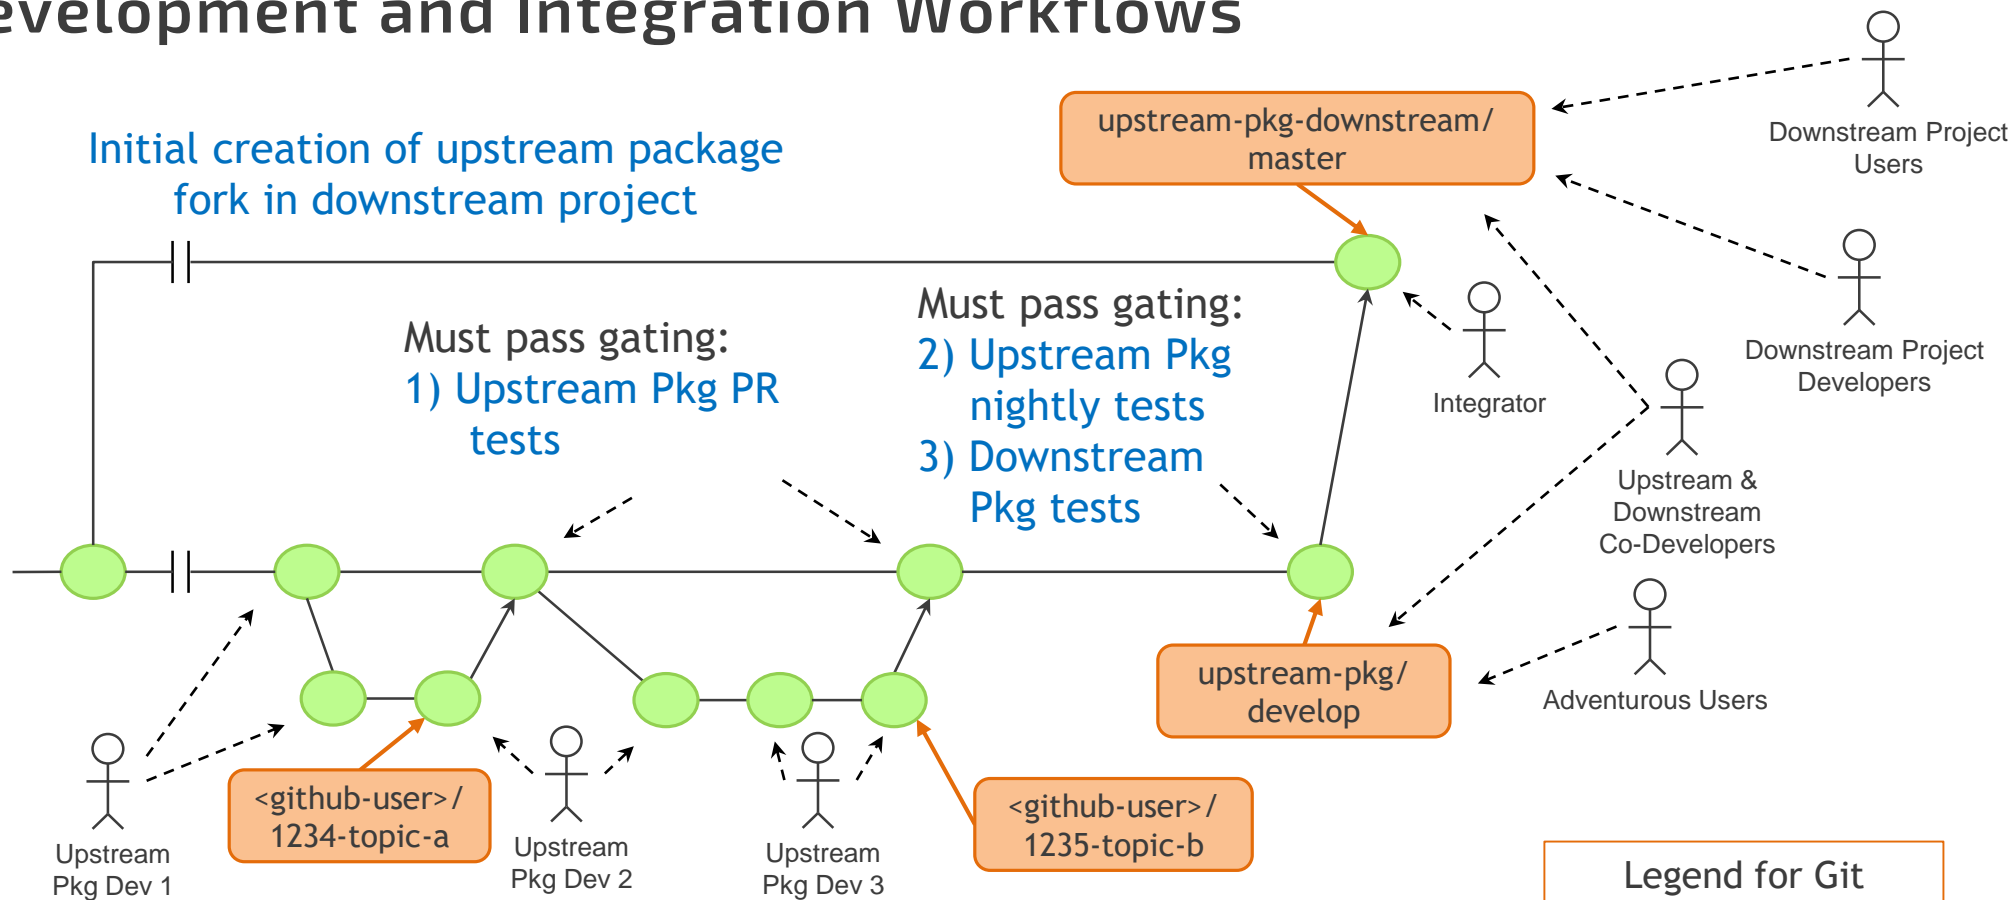 evelopment and Integration Workflows
Initial creation of upstream package
fork in downstream project
upstream-pkg-downstream/
master
Downstream Project
Users
Must pass gating:
1) Upstream Pkg PR
tests
Must pass gating:
2) Upstream Pkg
nightly tests
3) Downstream
Pkg tests
Integrator
Downstream Project
Developers
Upstream &
Downstream
Co-Developers
upstream-pkg/
develop
Adventurous Users
Upstream
Pkg Dev 1
<github-user>/
1234-topic-a
Upstream
Pkg Dev 2
Upstream
Pkg Dev 3
<github-user>/
1235-topic-b
Legend for Git